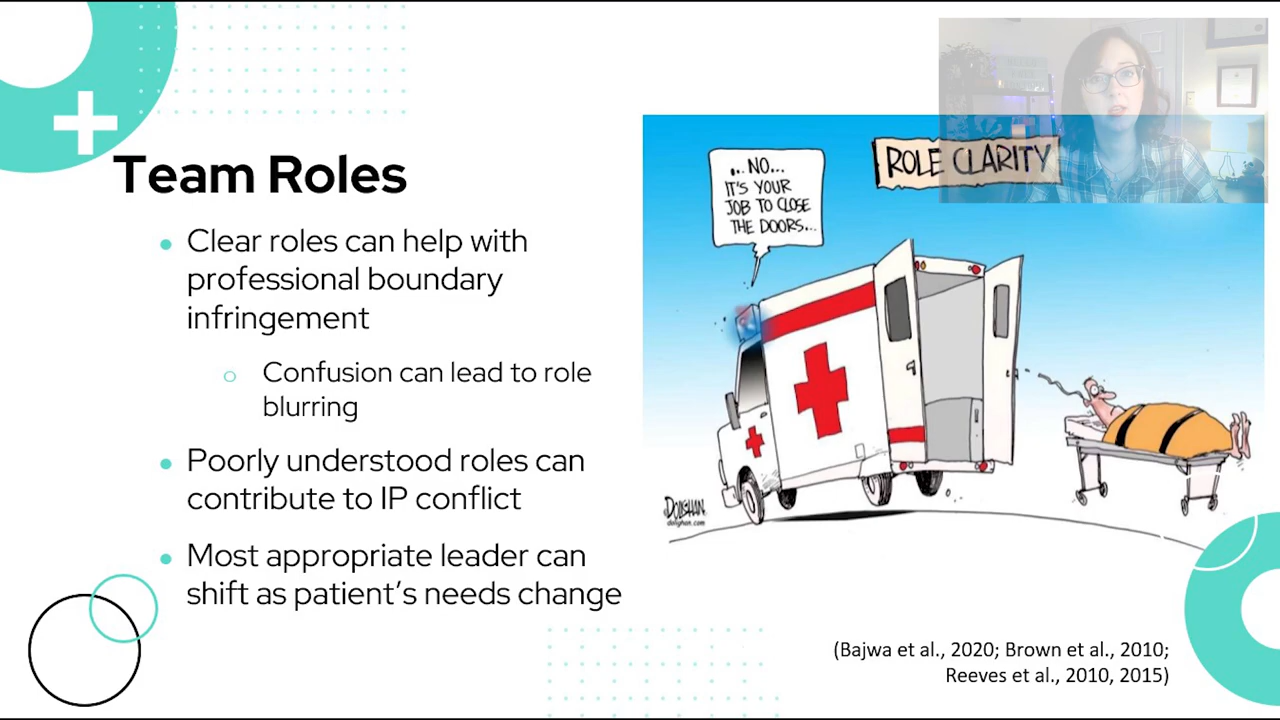 Team Roles
Clear roles can help with
professional boundary
infringement
Confusion can lead to role
blurring
Poorly understood roles can
contribute to IP conflict
Most appropriate leader can
shift as patient's needs change
ROLE CLARITY
... NO...
IT'S YOUR
JOB TO CLOSE
THE DOORS...
DOLIGHAN
dolighan.com
(Bajwa et al., 2020; Brown et al., 2010;
Reeves et al., 2010, 2015)